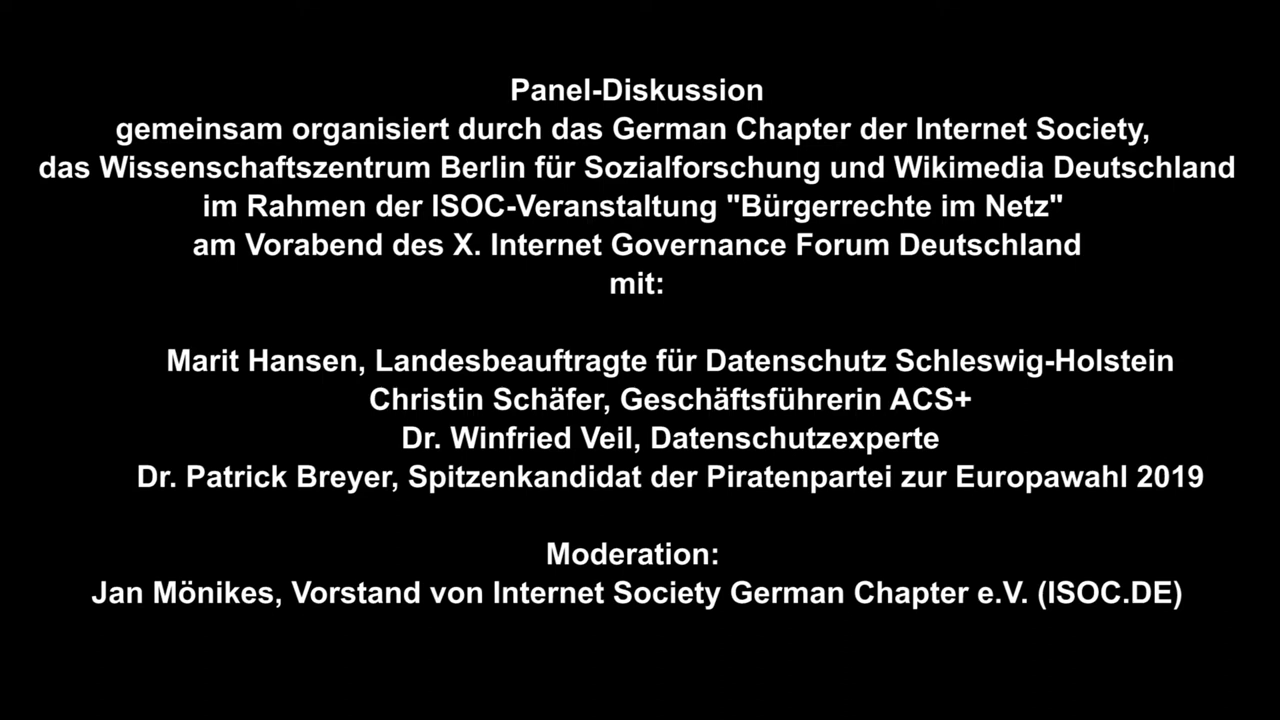 Panel-Diskussion
gemeinsam organisiert durch das German Chapter der Internet Society,
das Wissenschaftszentrum Berlin für Sozialforschung und Wikimedia Deutschland
im Rahmen der ISOC-Veranstaltung "Bürgerrechte im Netz"
am Vorabend des X. Internet Governance Forum Deutschland
mit:
Marit Hansen, Landesbeauftragte für Datenschutz Schleswig-Holstein
Christin Schäfer, Geschäftsführerin ACS+
Dr. Winfried Veil, Datenschutzexperte
Dr. Patrick Breyer, Spitzenkandidat der Piratenpartei zur Europawahl 2019
Moderation:
Jan Mönikes, Vorstand von Internet Society German Chapter e.V. (ISOC.DE)